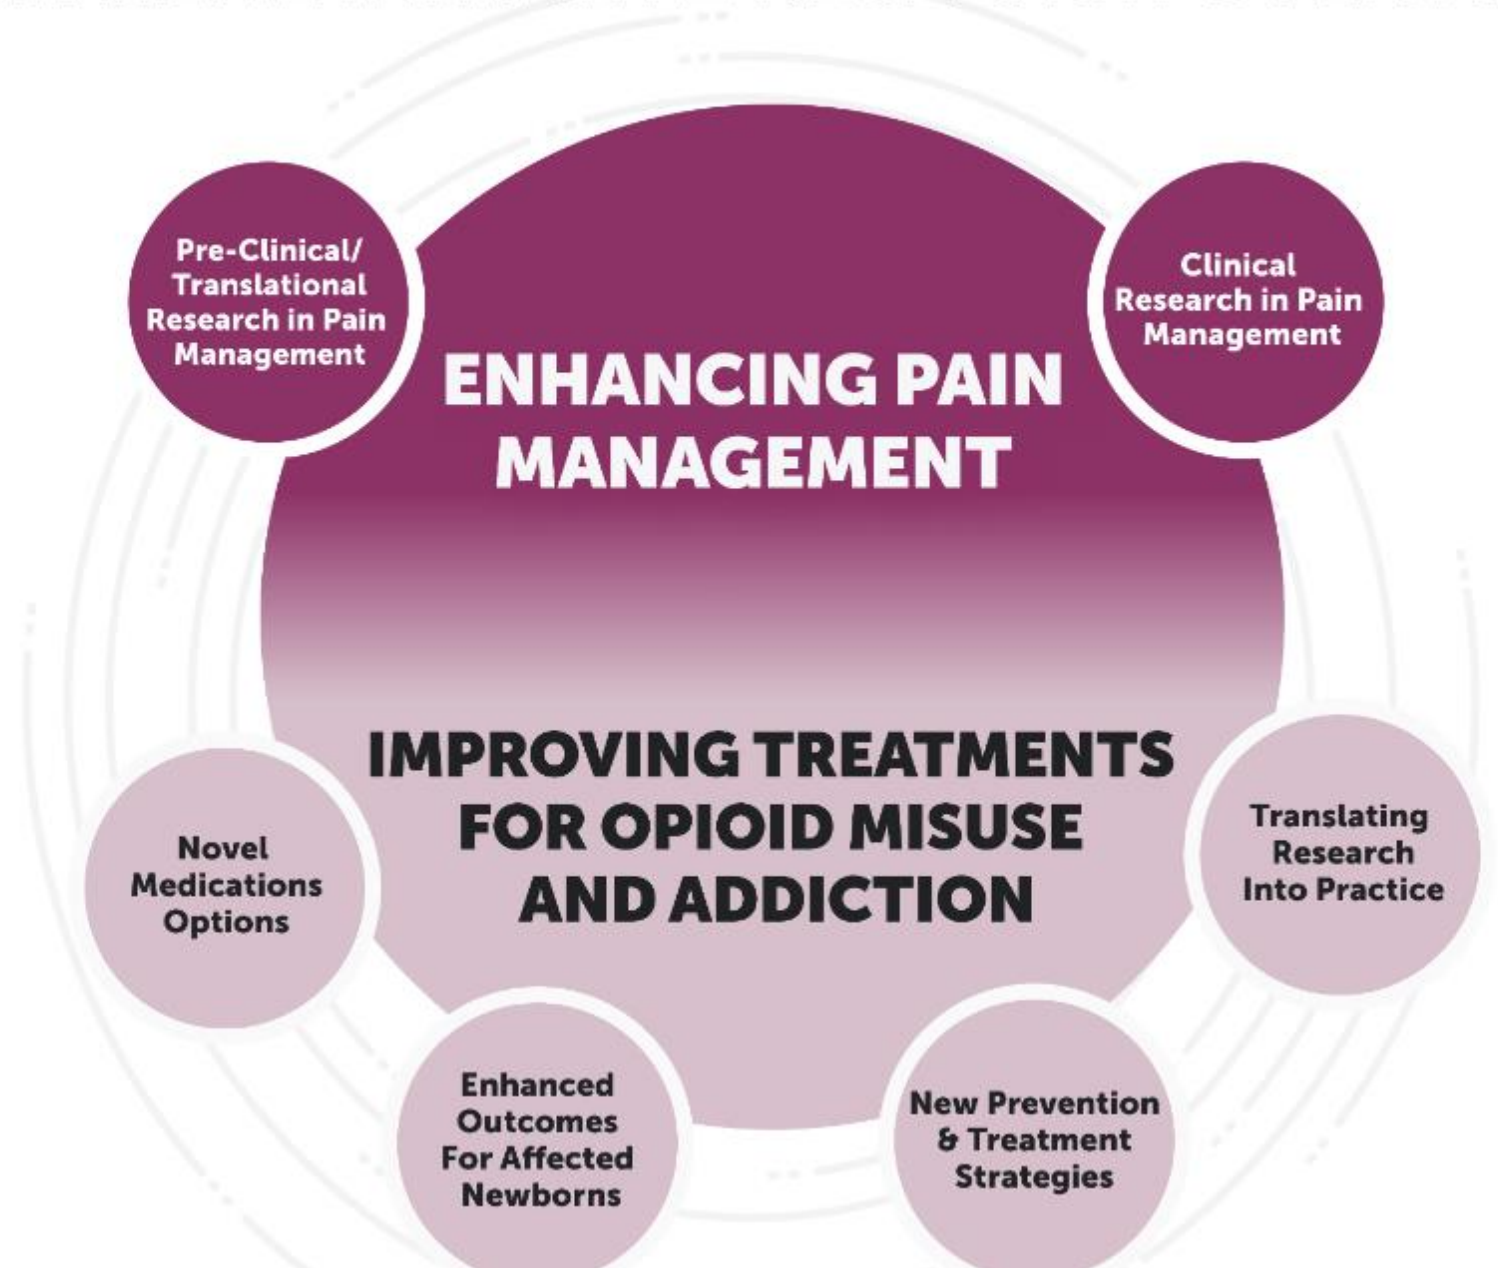 Pre-Clinical/
Translational
Research in Pain
Management
Clinical
Research in Pain
Management
ENHANCING PAIN
MANAGEMENT
IMPROVING TREATMENTS
FOR OPIOID MISUSE
AND ADDICTION
Novel
Medications
Options
Translating
Research
Into Practice
Enhanced
Outcomes
For Affected
Newborns
New Prevention
& Treatment
Strategies